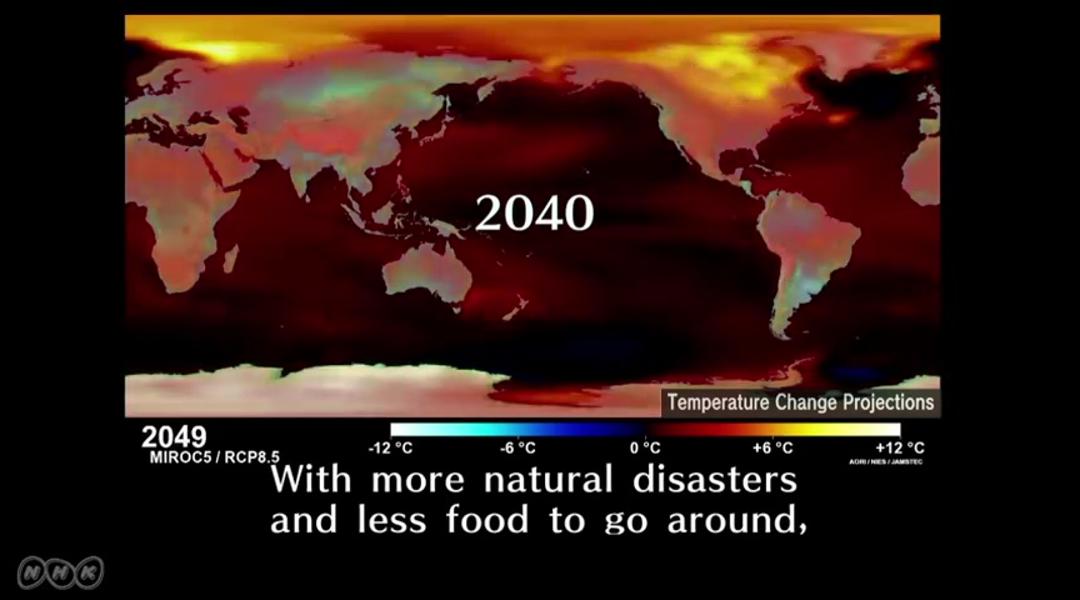 2040
Temperature Change Projections
2049
MIROC5 / RCP8.5
-12 °C -6 °C 0 °C +6 °C +12 °C
AORI / NIES / JAMSTEC
With more natural disasters
and less food to go around,
NHK